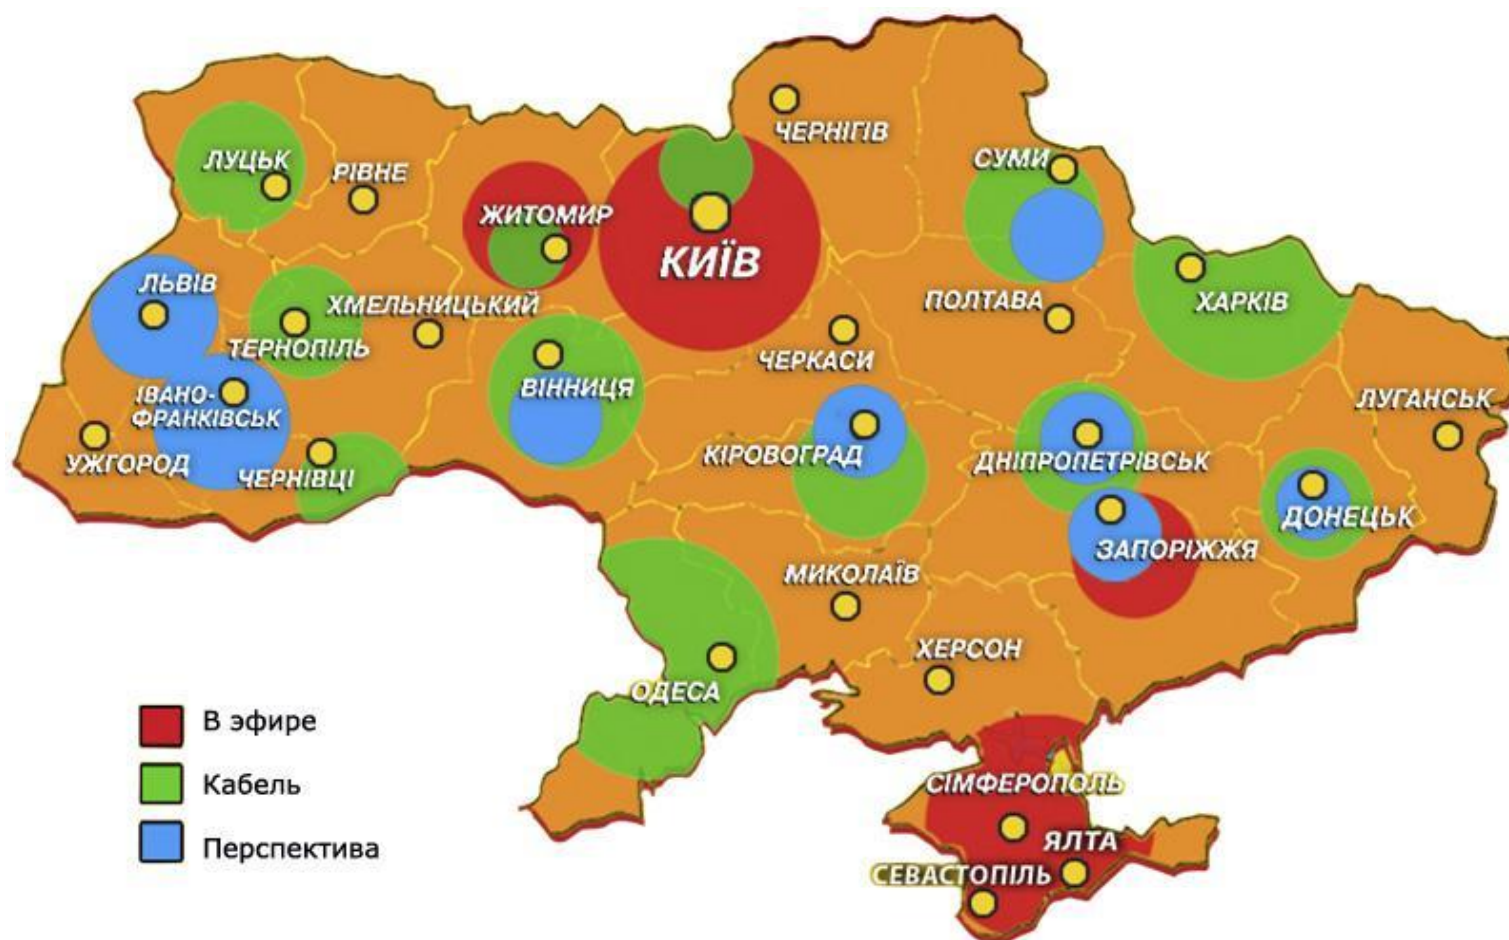 ЧЕРНІГІВ
ЛУЦЬК
РІВНЕ
СУМИ
ЖИТОМИР
КИЇВ
ЛЬВІВ
ХМЕЛЬНИЦЬКИЙ
ПОЛТАВА
ХАРКІВ
ТЕРНОПІЛЬ
ЧЕРКАСИ
ВІННИЦЯ
ІВАНО-
ФРАНКІВСЬК
ЛУГАНСЬК
КІРОВОГРАД
ДНІПРОПЕТРІВСЬК
УЖГОРОД
ЧЕРНІВЦІ
ДОНЕЦЬК
ЗАПОРІЖЖЯ
МИКОЛАЇВ
ХЕРСОН
ОДЕСА
В эфире
Кабель
Перспектива
СІМФЕРОПОЛЬ
ЯЛТА
СЕВАСТОПІЛЬ